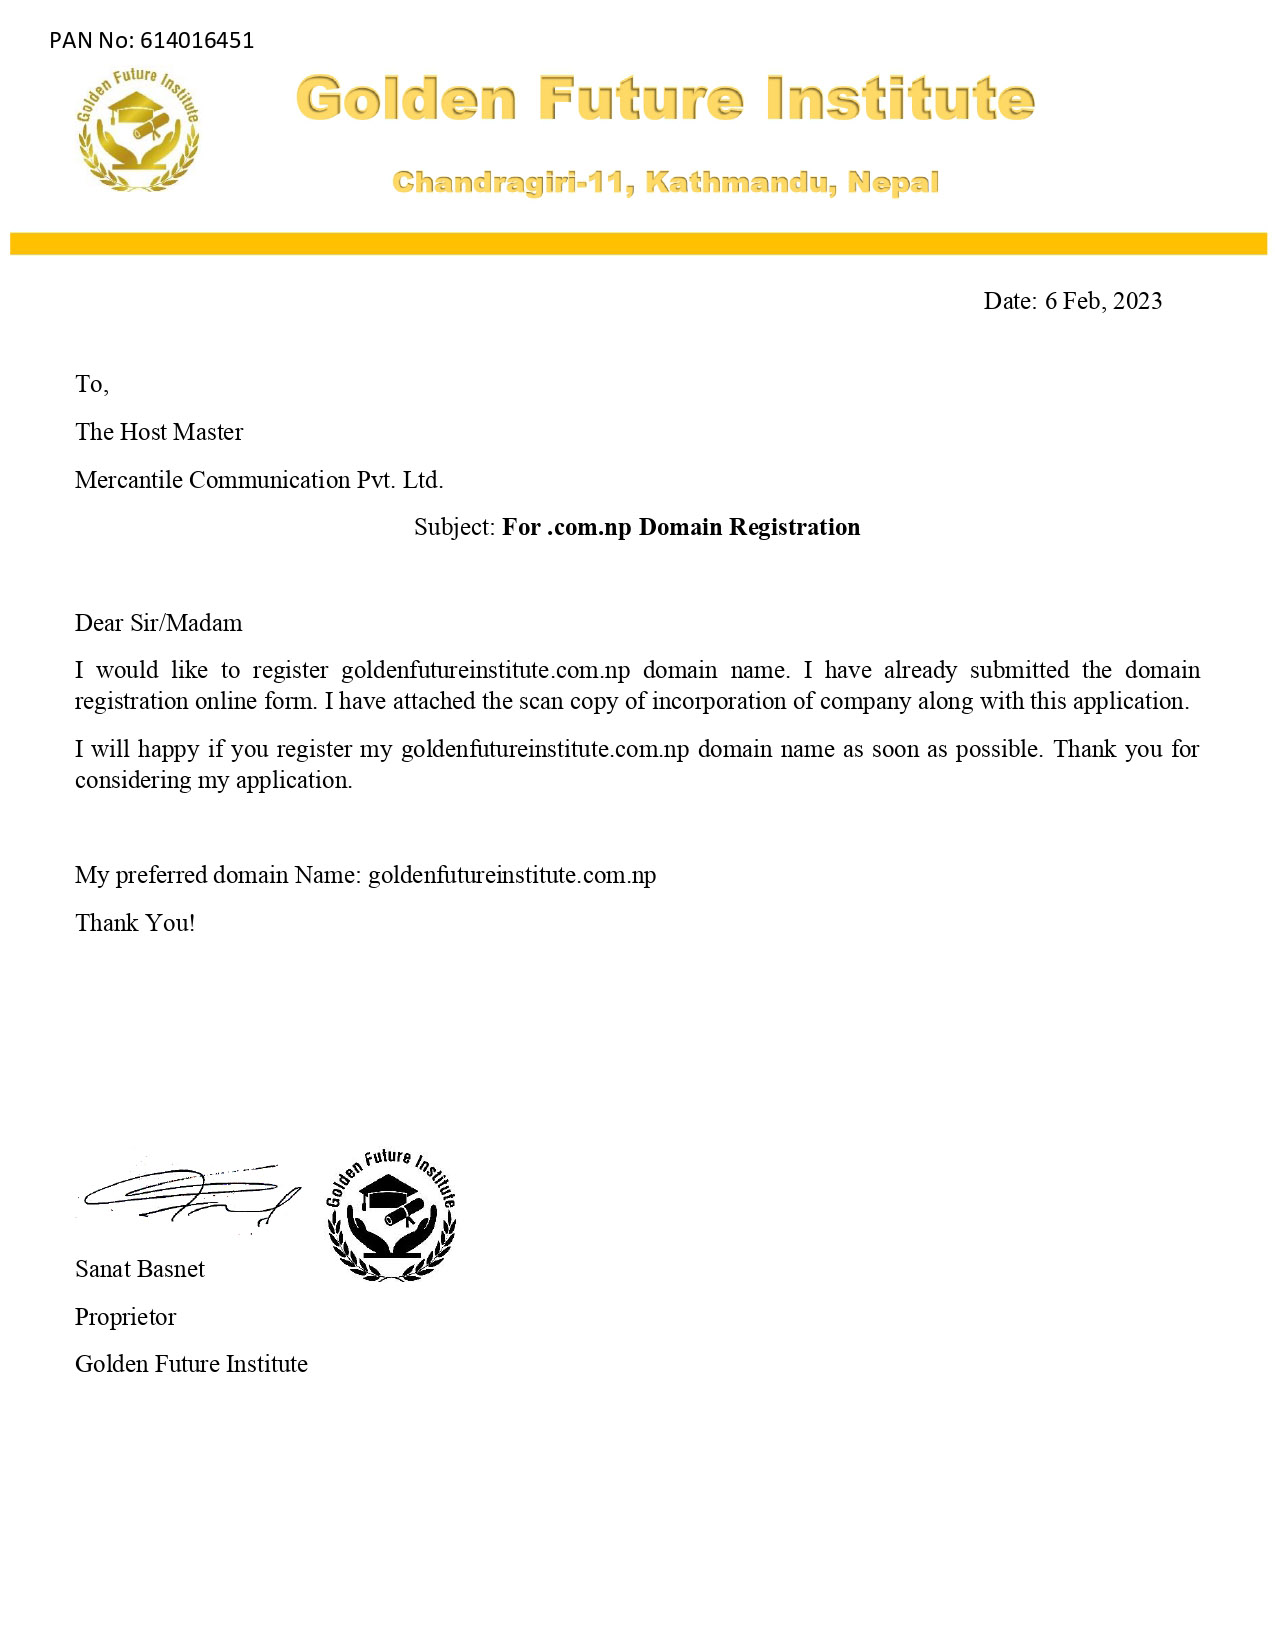 PAN No: 614016451
Golden Future Institute
Golden Future Institute
Chandragiri-11, Kathmandu, Nepal
Date: 6 Feb, 2023
To,
The Host Master
Mercantile Communication Pvt. Ltd.
Subject: For .com.np Domain Registration
Dear Sir/Madam
I would like to register goldenfutureinstitute.com.np domain name. I have already submitted the domain
registration online form. I have attached the scan copy of incorporation of company along with this application.
I will happy if you register my goldenfutureinstitute.com.np domain name as soon as possible. Thank you for
considering my application.
My preferred domain Name: goldenfutureinstitute.com.np
Thank You!
Golden Future Institute
Sanat Basnet
Proprietor
Golden Future Institute